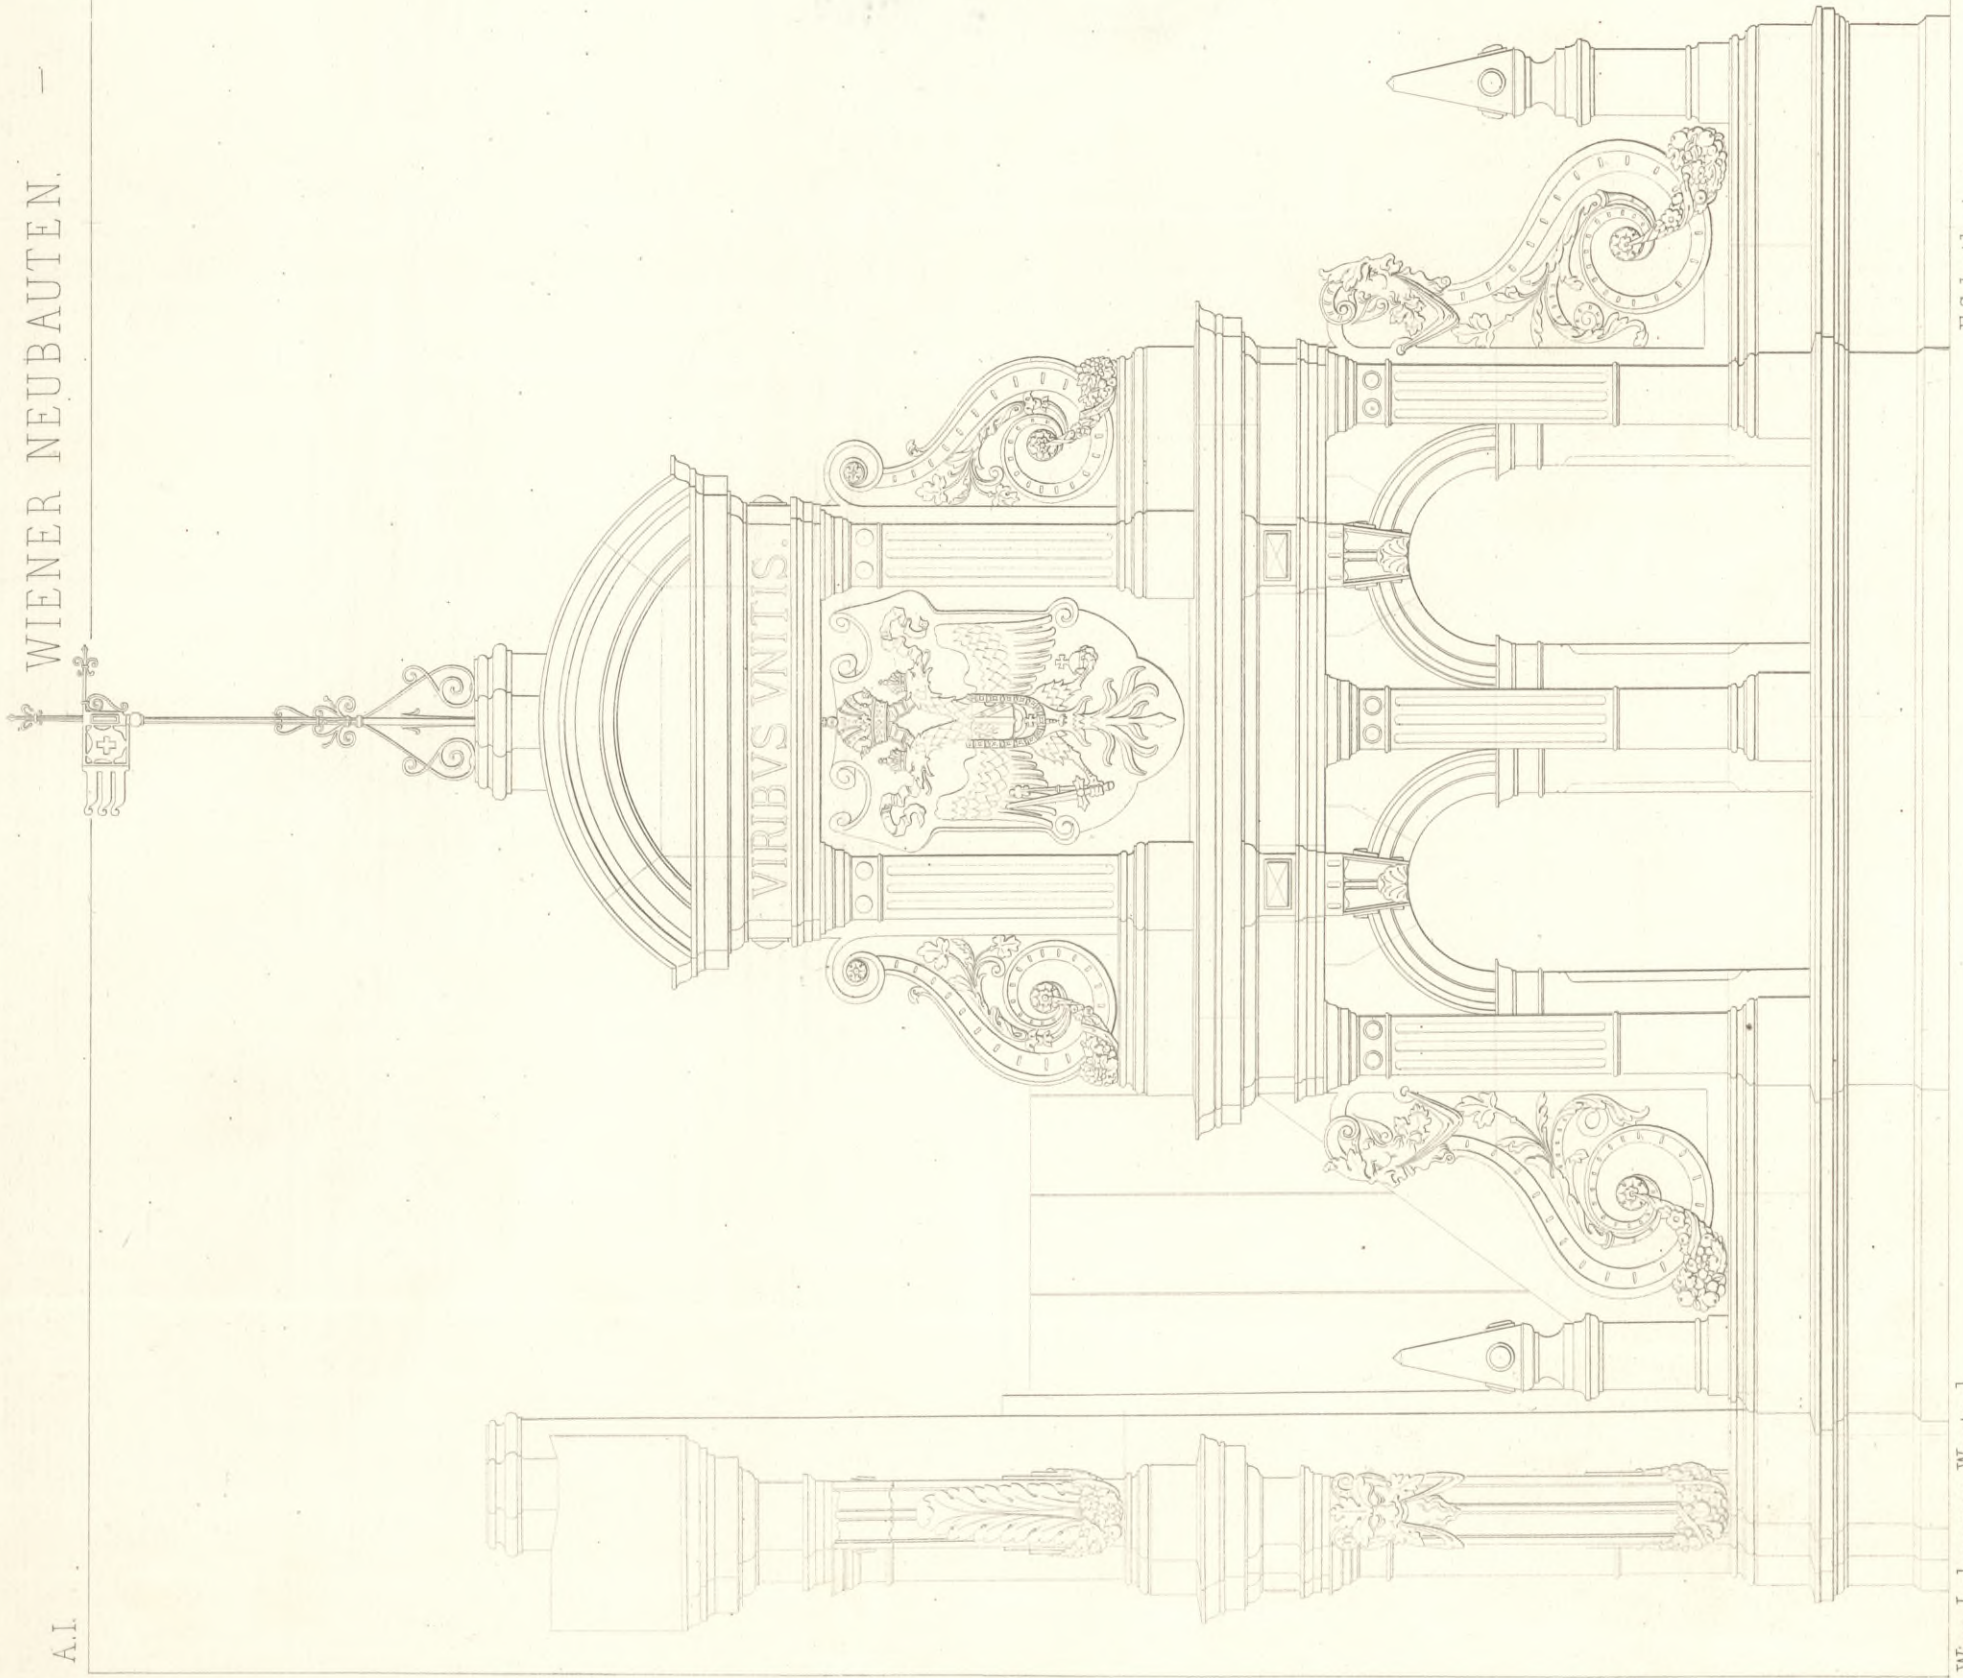 A.I.
WIENER NEUBAUTEN. —
VIRIBVS VNITIS.